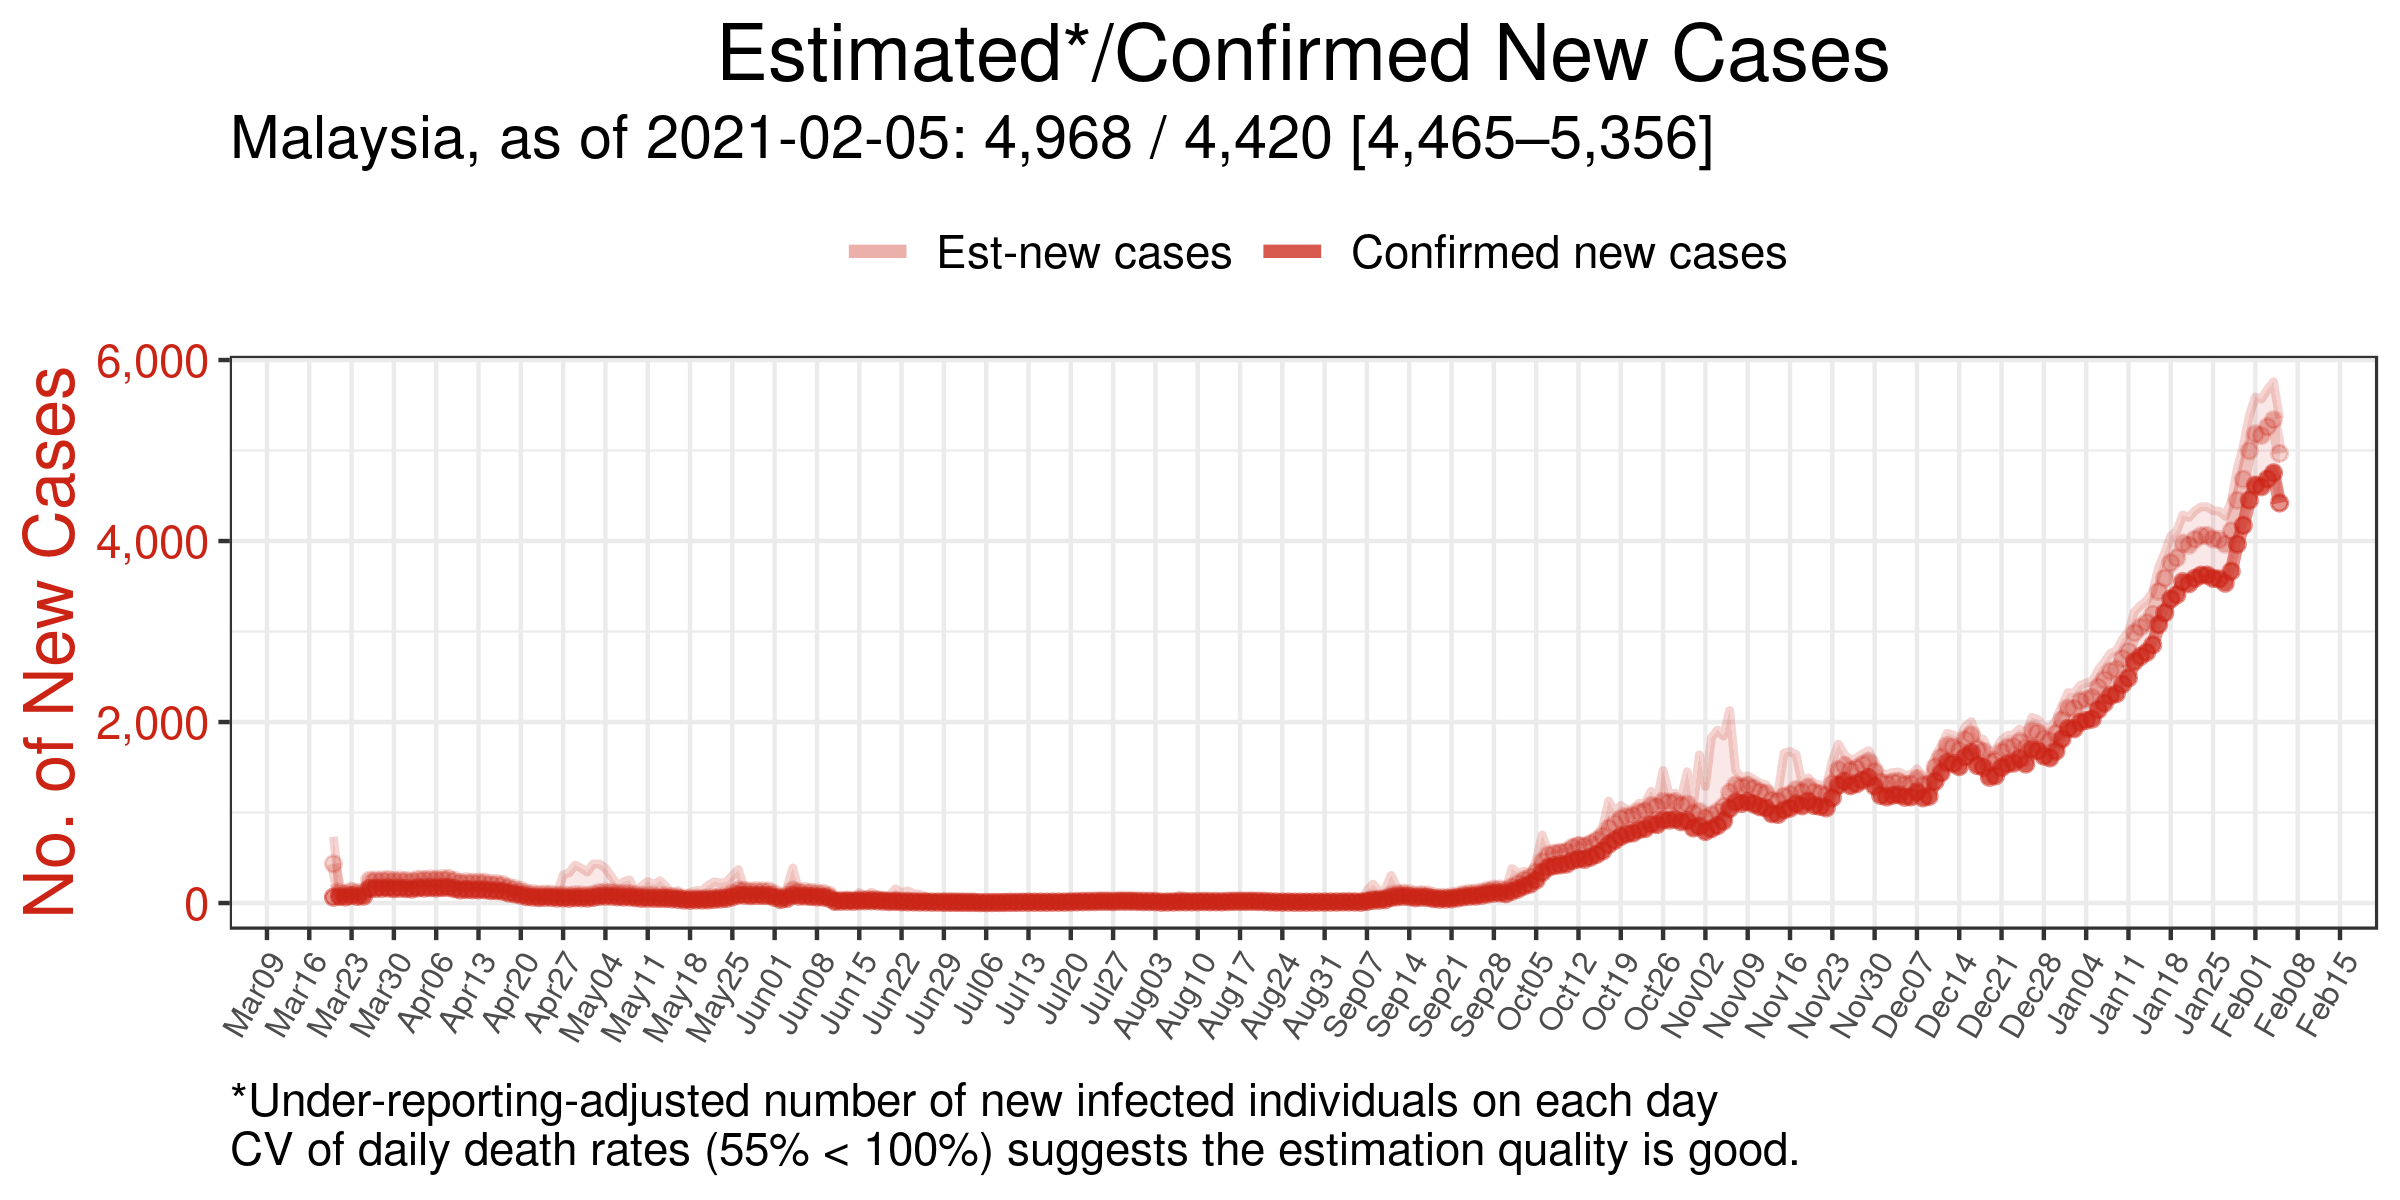 Estimated*/Confirmed New Cases
Malaysia, as of 2021-02-05: 4,968 / 4,420 [4,465–5,356]
Est-new cases Confirmed new cases
No. of New Cases
6,000
4,000
2,000
0
Mar09 Mar16 Mar23 Mar30 Apr06 Apr13 Apr20 Apr27 May04 May11 May18 May25 Jun01 Jun08 Jun15 Jun22 Jun29 Jul06 Jul13 Jul20 Jul27 Aug03 Aug10 Aug17 Aug24 Aug31 Sep07 Sep14 Sep21 Sep28 Oct05 Oct12 Oct19 Oct26 Nov02 Nov09 Nov16 Nov23 Nov30 Dec07 Dec14 Dec21 Dec28 Jan04 Jan11 Jan18 Jan25 Feb01 Feb08 Feb15
*Under-reporting-adjusted number of new infected individuals on each day
CV of daily death rates (55% < 100%) suggests the estimation quality is good.